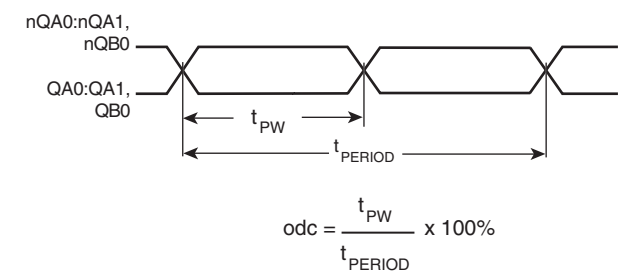 nQA0:nQA1,
nQB0
QA0:QA1,
QB0
tPW
tPERIOD
odc = tPW / tPERIOD x 100%